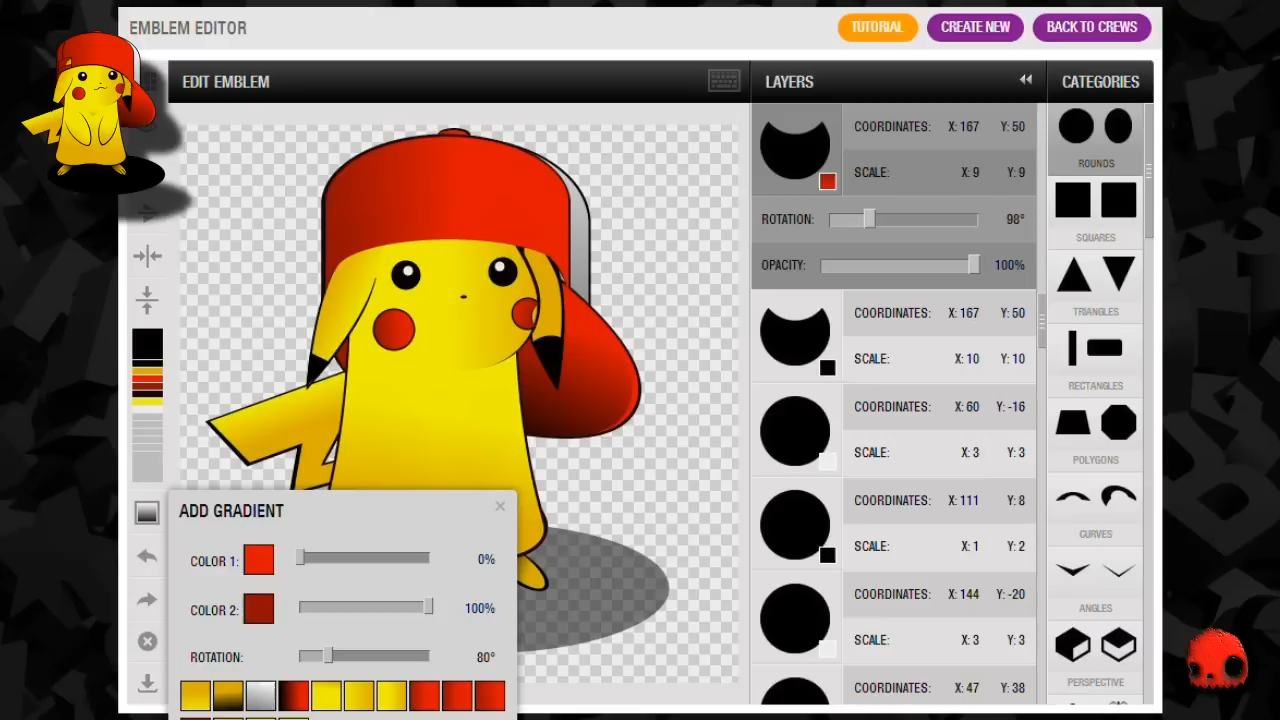 EMBLEM EDITOR
TUTORIAL
CREATE NEW
BACK TO CREWS
EDIT EMBLEM
LAYERS
CATEGORIES
COORDINATES: X: 167 Y: 50
SCALE: X: 9 Y: 9
ROTATION: 98°
OPACITY: 100%
COORDINATES: X: 167 Y: 50
SCALE: X: 10 Y: 10
COORDINATES: X: 60 Y: -16
SCALE: X: 3 Y: 3
COORDINATES: X: 111 Y: 8
SCALE: X: 1 Y: 2
COORDINATES: X: 144 Y: -20
SCALE: X: 3 Y: 3
COORDINATES: X: 47 Y: 38
ROUNDS
SQUARES
TRIANGLES
RECTANGLES
POLYGONS
CURVES
ANGLES
PERSPECTIVE
ADD GRADIENT
COLOR 1: 0%
COLOR 2: 100%
ROTATION: 80°